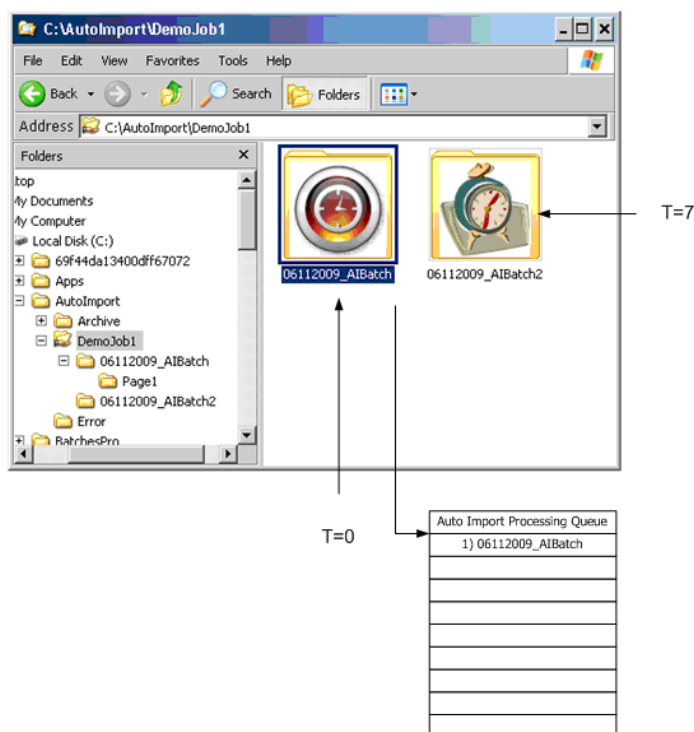 C:\AutoImport\DemoJob1
File Edit View Favorites Tools Help
Back Search Folders
Address C:\AutoImport\DemoJob1
Folders
top
My Documents
My Computer
Local Disk (C:)
69f44da13400dff67072
Apps
AutoImport
Archive
DemoJob1
06112009_AIBatch
Page1
06112009_AIBatch2
Error
BatchesPro
06112009_AIBatch
06112009_AIBatch2
T=7
T=0
Auto Import Processing Queue
1) 06112009_AIBatch